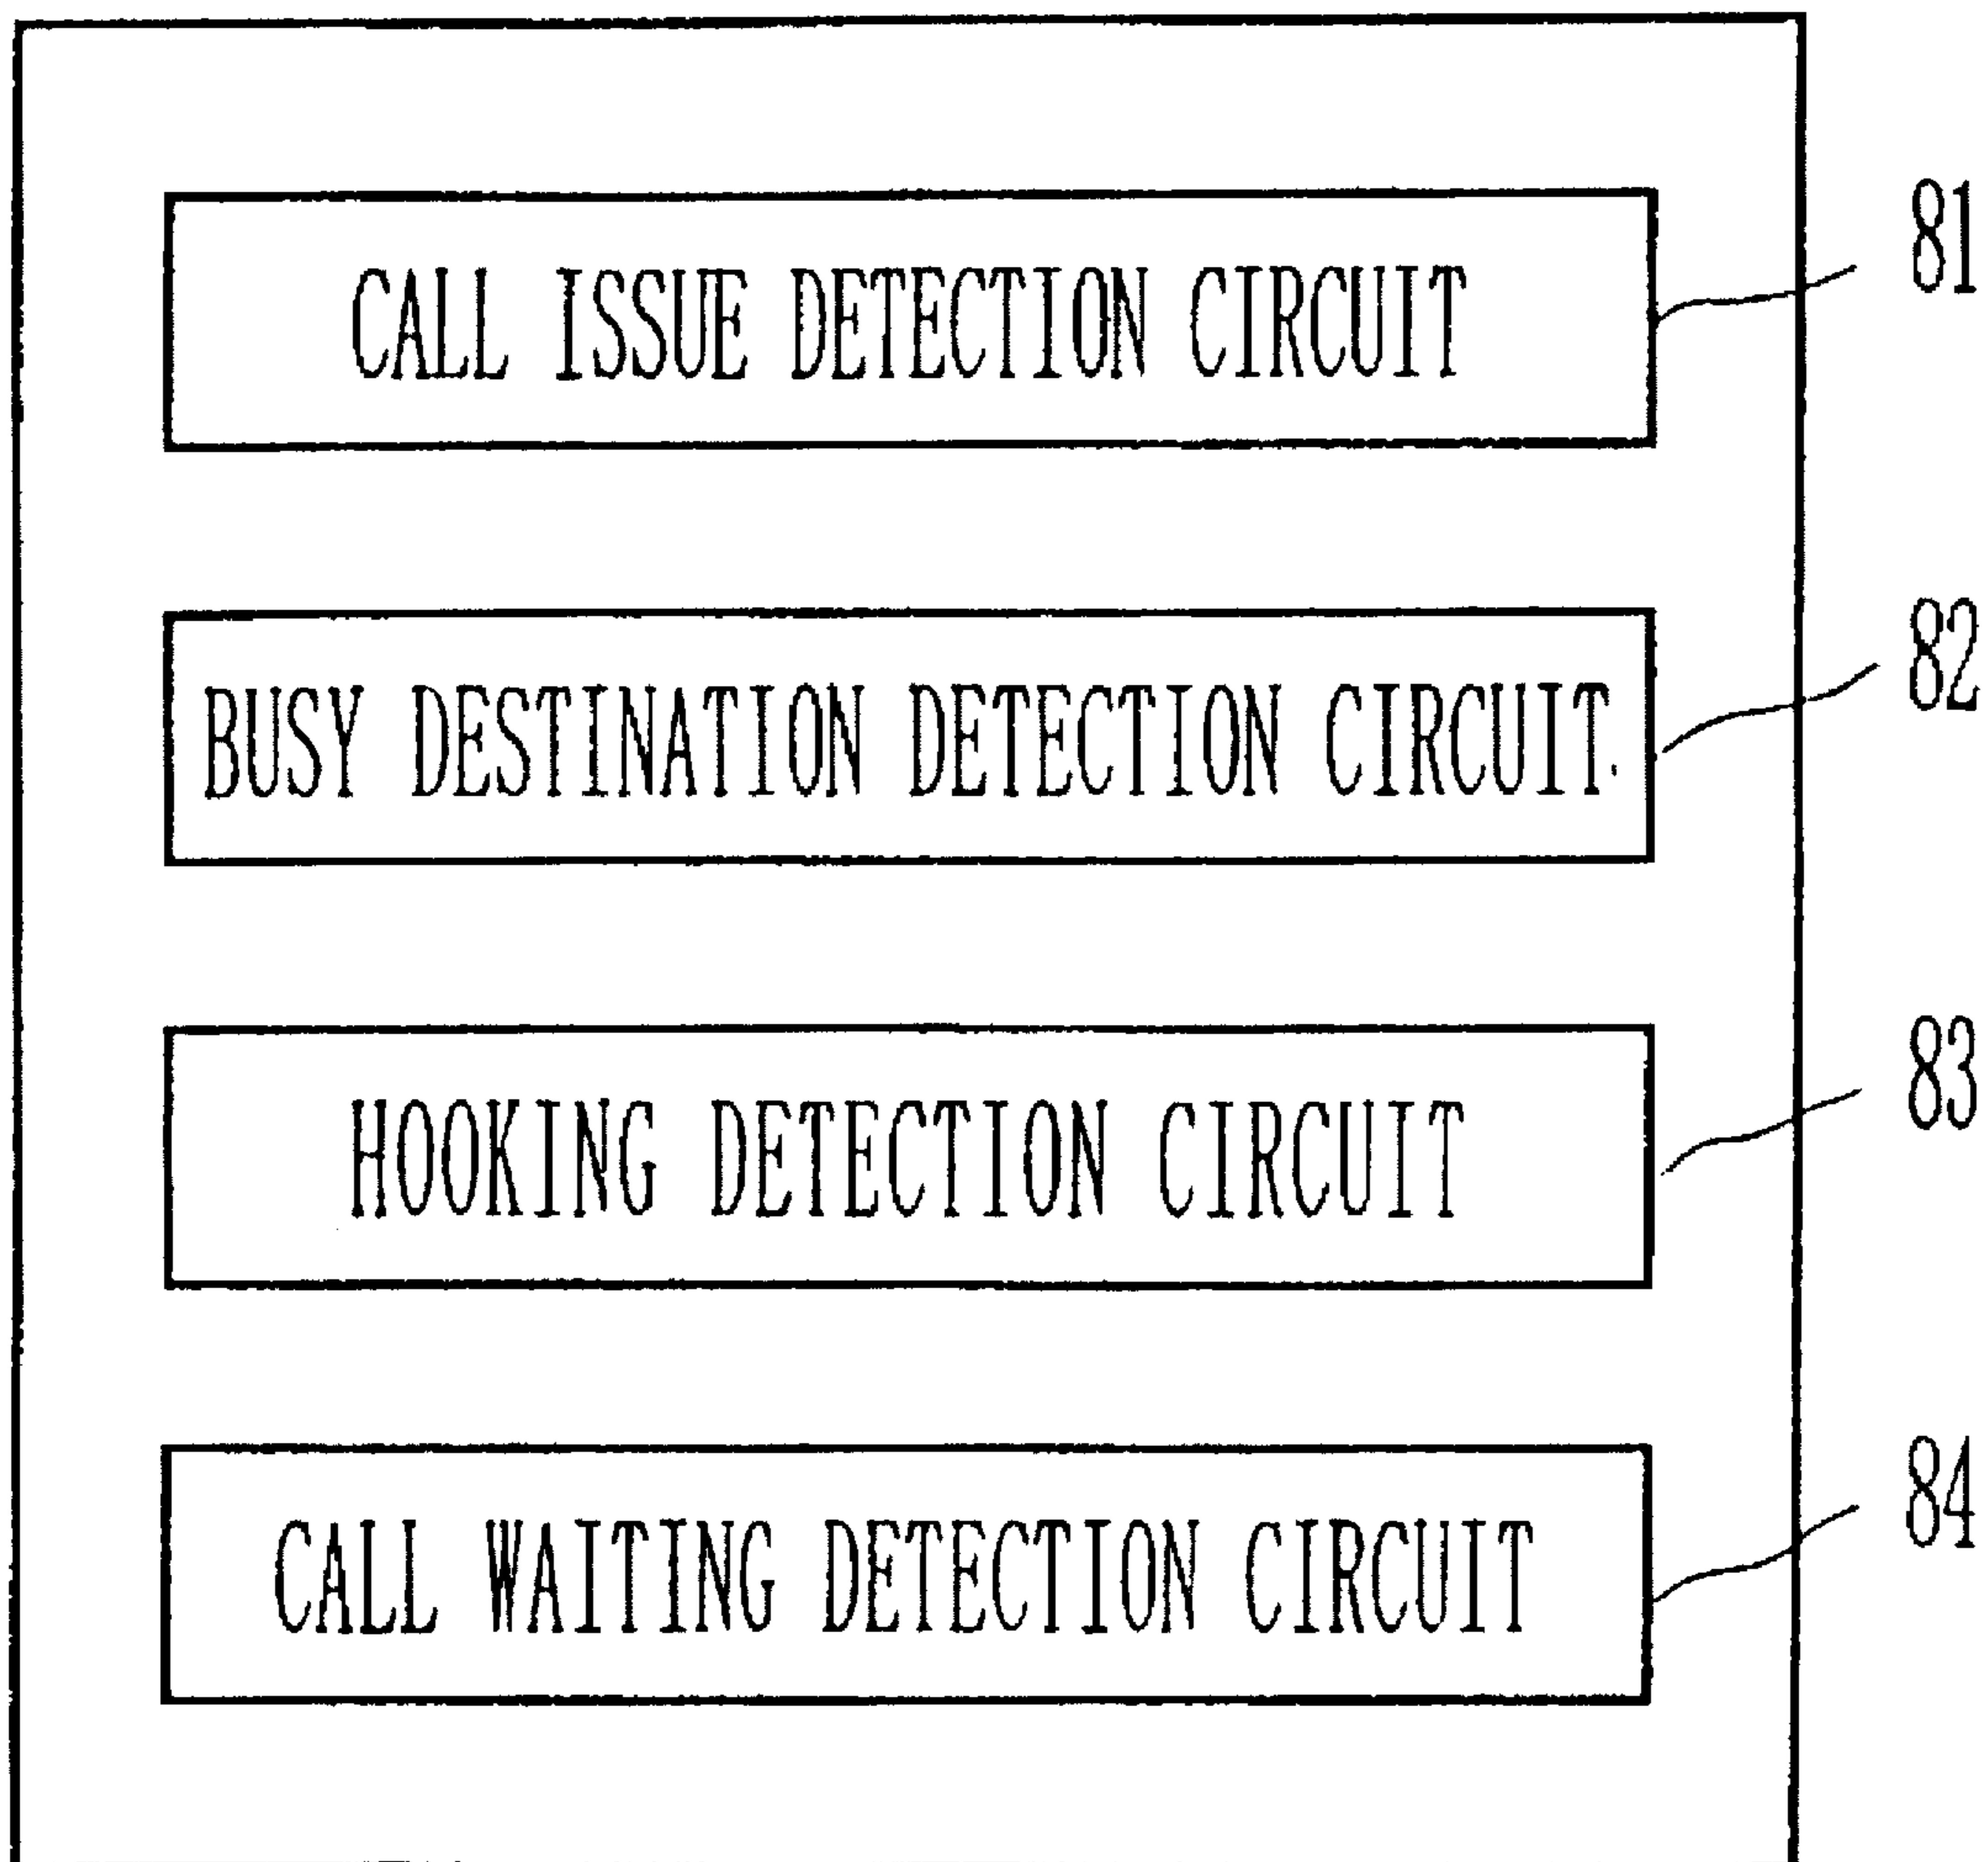 CALL ISSUE DETECTION CIRCUIT
81
BUSY DESTINATION DETECTION CIRCUIT.
82
HOOKING DETECTION CIRCUIT
83
CALL WAITING DETECTION CIRCUIT
84